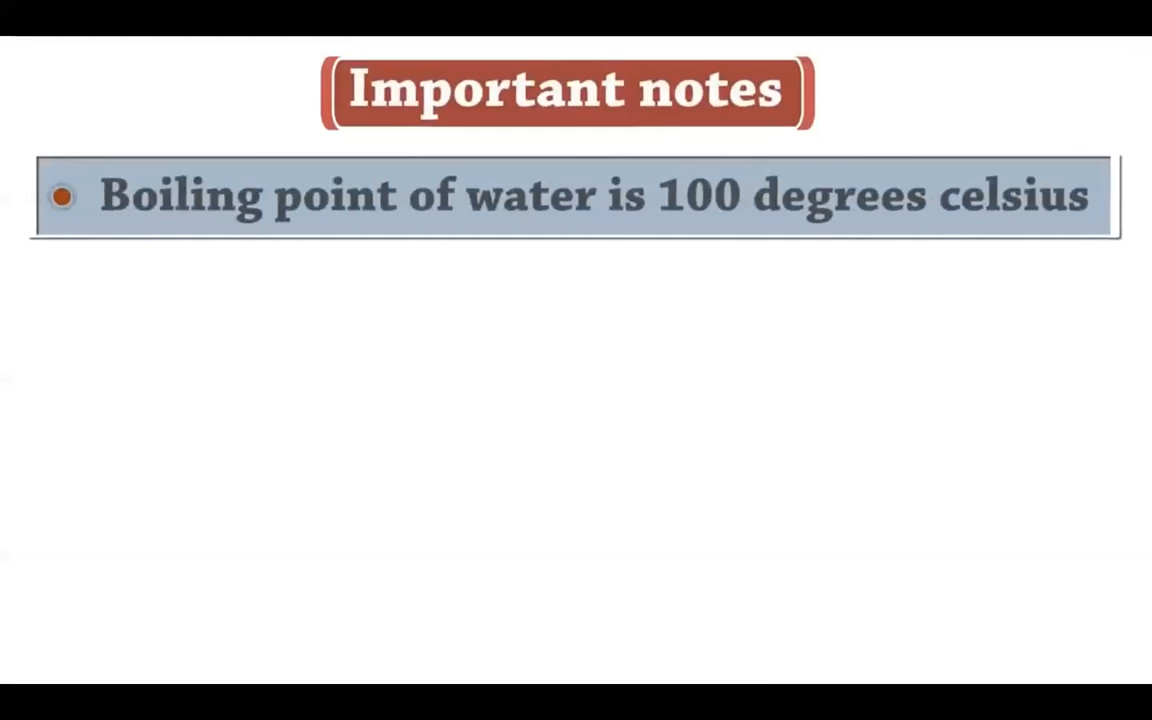 Important notes
Boiling point of water is 100 degrees celsius